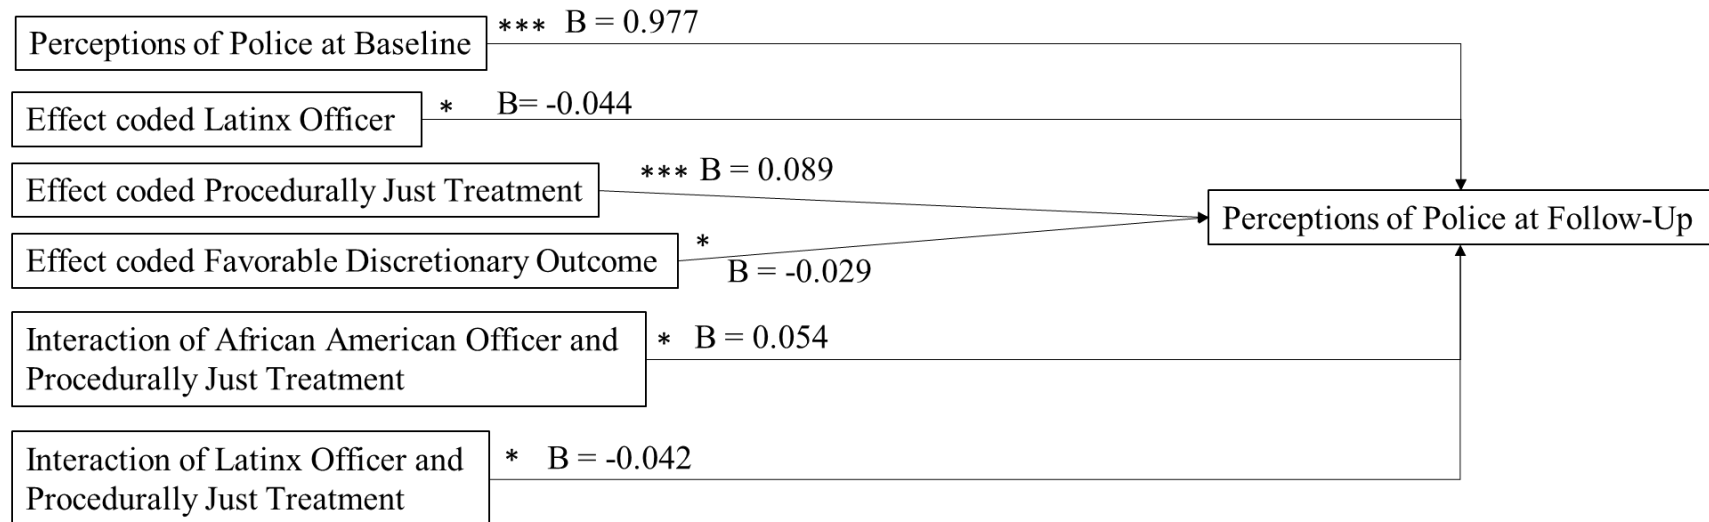 Perceptions of Police at Baseline
*** B = 0.977
Effect coded Latinx Officer
* B= -0.044
Effect coded Procedurally Just Treatment
*** B = 0.089
Effect coded Favorable Discretionary Outcome
*
B = -0.029
Perceptions of Police at Follow-Up
Interaction of African American Officer and
Procedurally Just Treatment
* B = 0.054
Interaction of Latinx Officer and
Procedurally Just Treatment
* B = -0.042